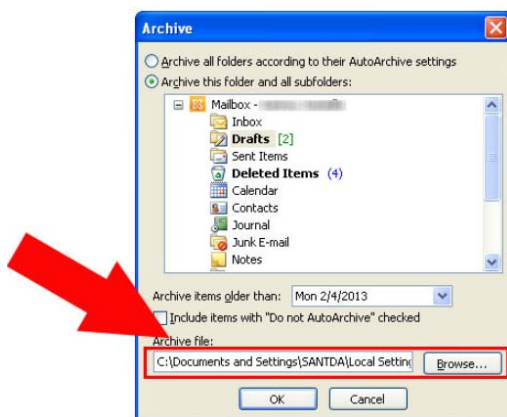 Archive
Archive all folders according to their AutoArchive settings
Archive this folder and all subfolders:
Mailbox -
Inbox
Drafts [2]
Sent Items
Deleted Items (4)
Calendar
Contacts
Journal
Junk E-mail
Notes
Archive items older than: Mon 2/4/2013
Include items with "Do not AutoArchive" checked
Archive file:
C:\Documents and Settings\SANTDA\Local Setting Browse...
OK Cancel